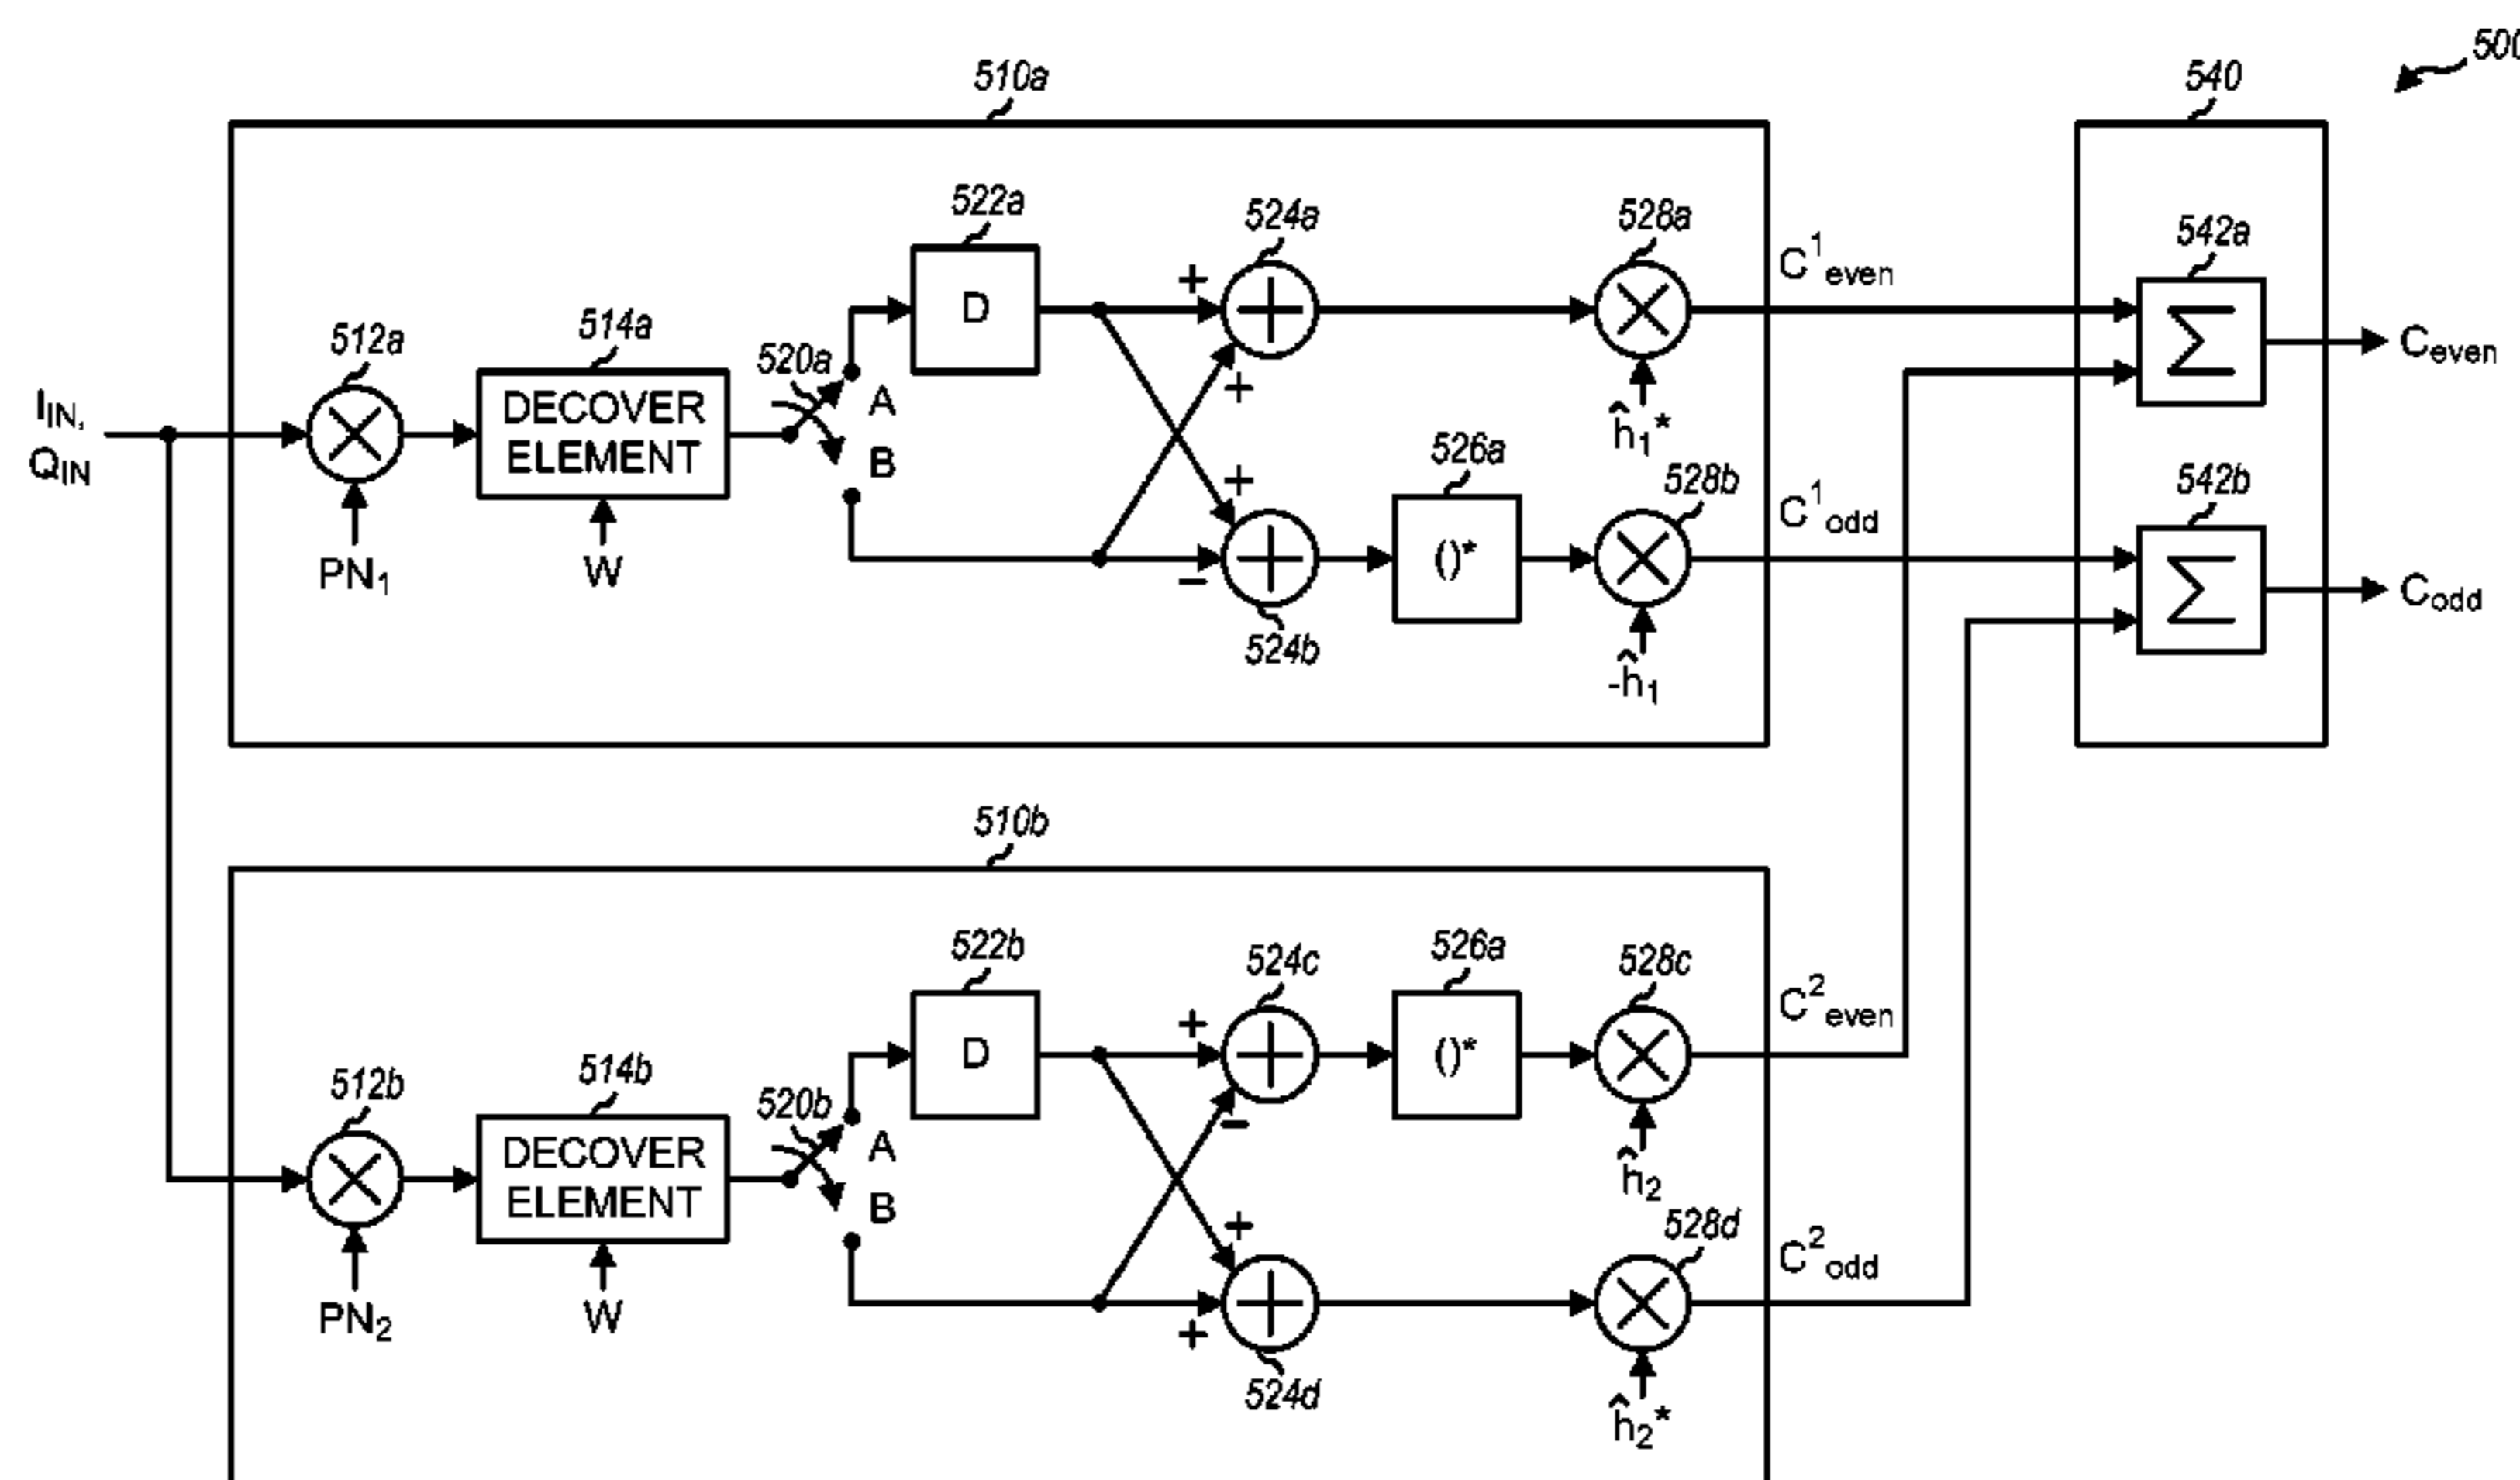 500
510a
540
522a
524a
528a
C¹even
542a
512a
514a
520a
D
+
+
A
B
IIN,
QIN
DECOVER
ELEMENT
ĥ1*
Σ
Ceven
PN1
W
+
−
526a
()*
528b
C¹odd
542b
Σ
Codd
524b
-ĥ1
510b
522b
524c
526a
528c
C²even
512b
514b
520b
D
+
−
()*
A
B
DECOVER
ELEMENT
ĥ2
528d
C²odd
PN2
W
+
+
524d
ĥ2*